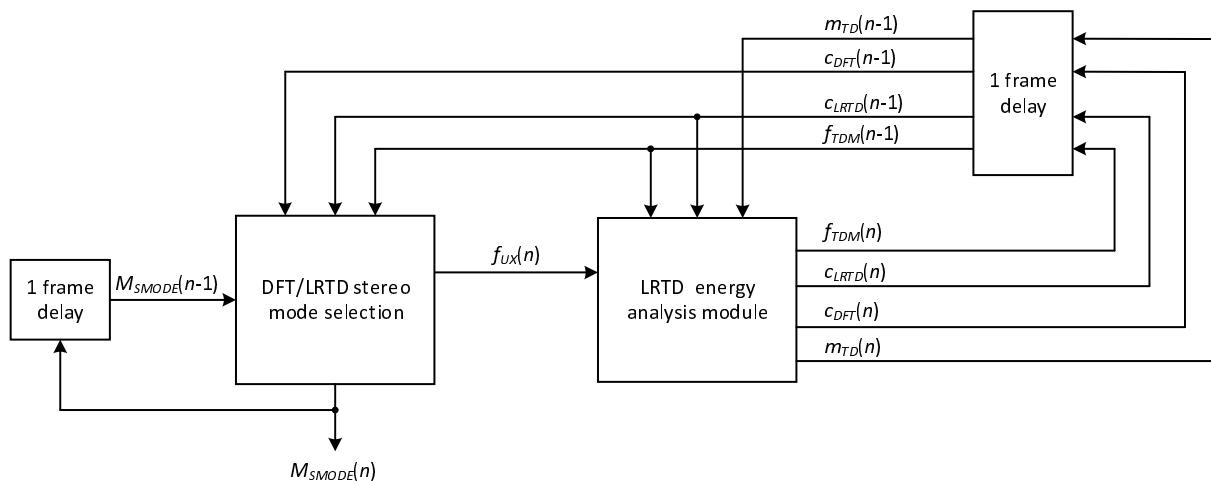 m_TD(n-1)
c_DFT(n-1)
1 frame
delay
c_LRTD(n-1)
f_TDM(n-1)
f_TDM(n)
f_UX(n)
1 frame
delay
M_SMODE(n-1)
DFT/LRTD stereo
mode selection
LRTD energy
analysis module
c_LRTD(n)
c_DFT(n)
m_TD(n)
M_SMODE(n)